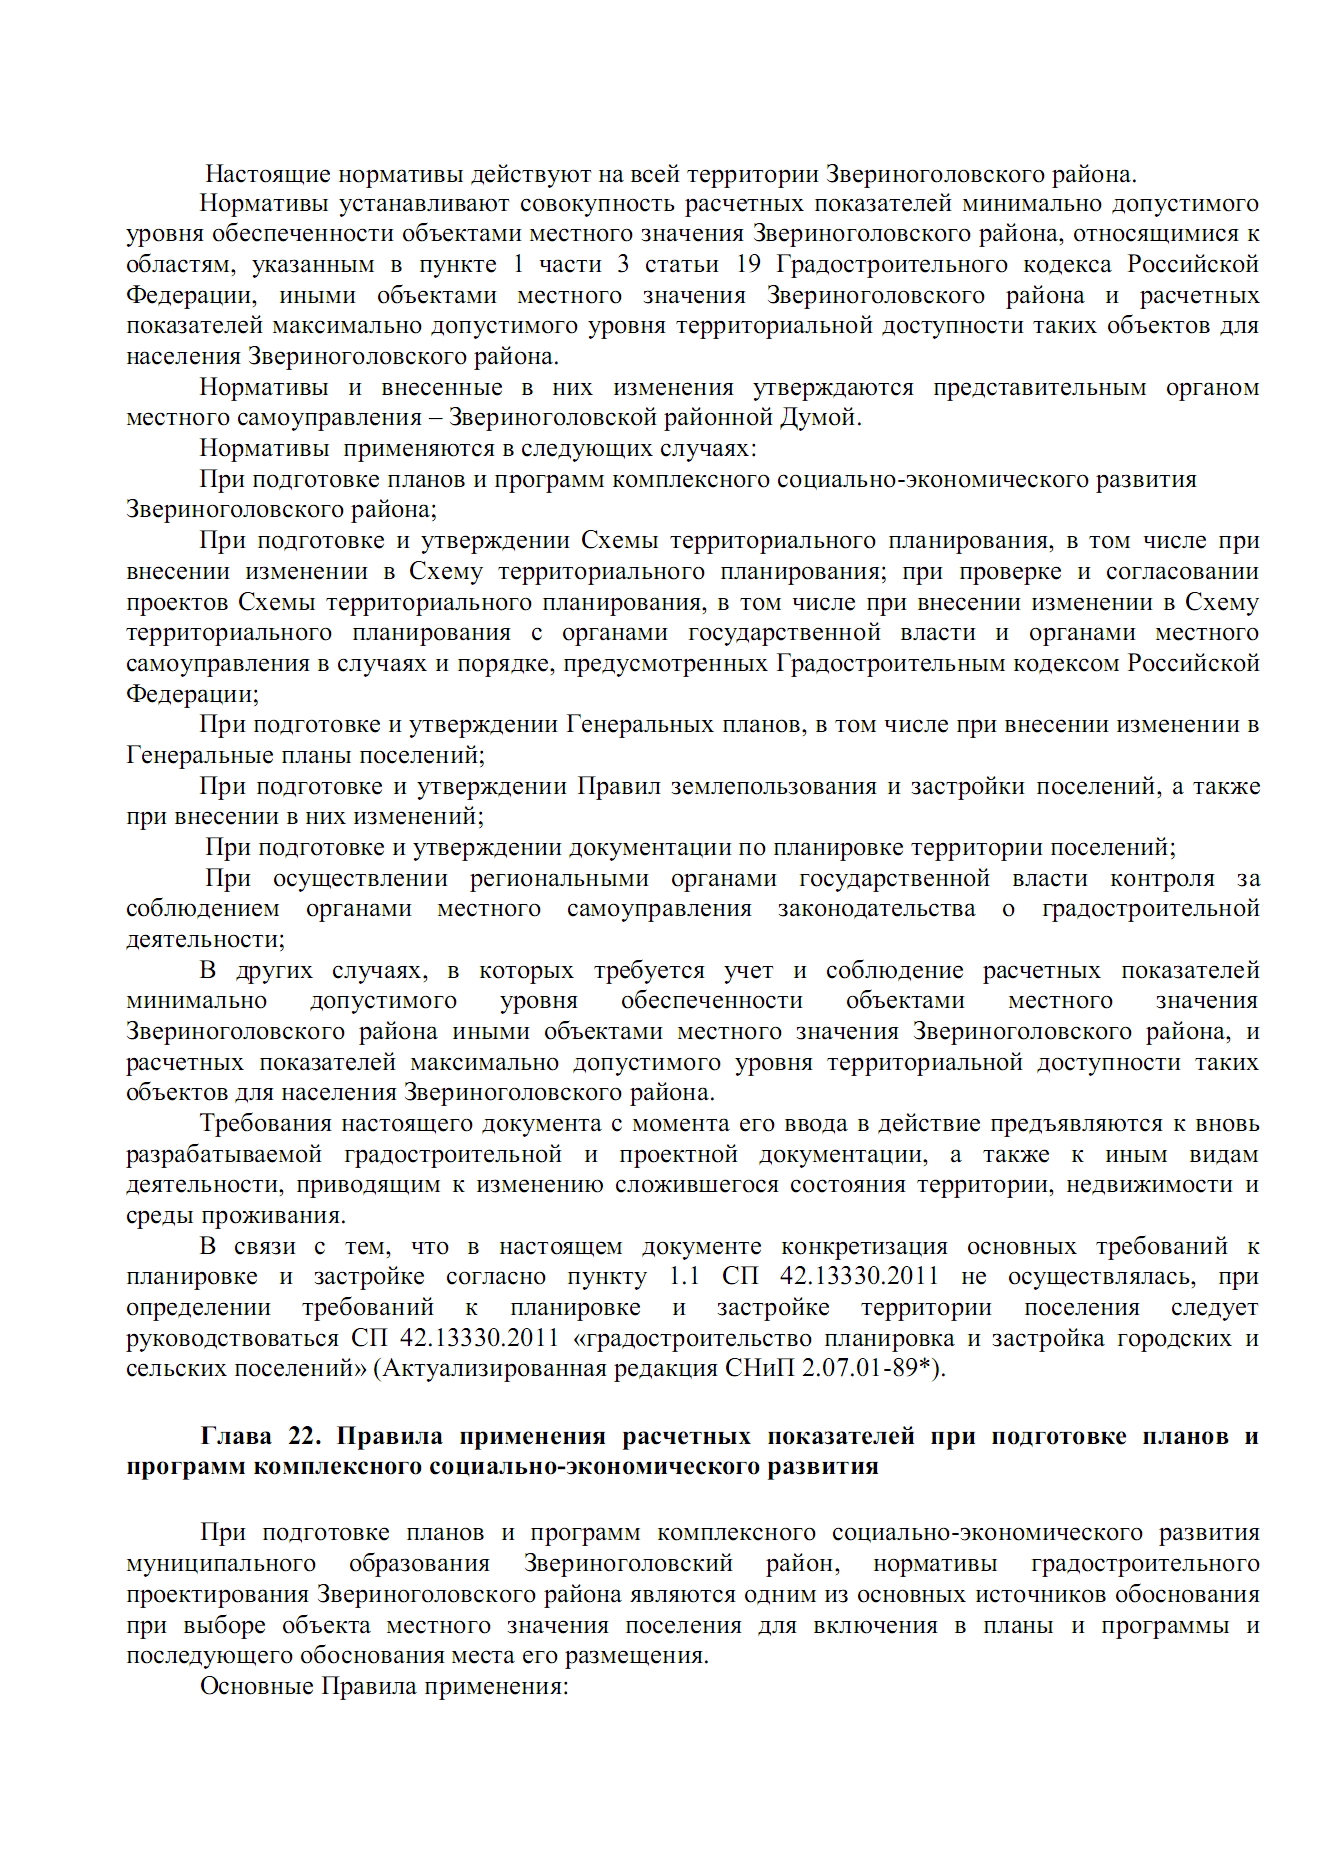 Настоящие нормативы действуют на всей территории Звериноголовского района.
Нормативы устанавливают совокупность расчетных показателей минимально допустимого
уровня обеспеченности объектами местного значения Звериноголовского района, относящимися к
областям, указанным в пункте 1 части 3 статьи 19 Градостроительного кодекса Российской
Федерации, иными объектами местного значения Звериноголовского района и расчетных
показателей максимально допустимого уровня территориальной доступности таких объектов для
населения Звериноголовского района.
Нормативы и внесенные в них изменения утверждаются представительным органом
местного самоуправления – Звериноголовской районной Думой.
Нормативы применяются в следующих случаях:
При подготовке планов и программ комплексного социально-экономического развития
Звериноголовского района;
При подготовке и утверждении Схемы территориального планирования, в том числе при
внесении изменении в Схему территориального планирования; при проверке и согласовании
проектов Схемы территориального планирования, в том числе при внесении изменении в Схему
территориального планирования с органами государственной власти и органами местного
самоуправления в случаях и порядке, предусмотренных Градостроительным кодексом Российской
Федерации;
При подготовке и утверждении Генеральных планов, в том числе при внесении изменении в
Генеральные планы поселений;
При подготовке и утверждении Правил землепользования и застройки поселений, а также
при внесении в них изменений;
При подготовке и утверждении документации по планировке территории поселений;
При осуществлении региональными органами государственной власти контроля за
соблюдением органами местного самоуправления законодательства о градостроительной
деятельности;
В других случаях, в которых требуется учет и соблюдение расчетных показателей
минимально допустимого уровня обеспеченности объектами местного значения
Звериноголовского района иными объектами местного значения Звериноголовского района, и
расчетных показателей максимально допустимого уровня территориальной доступности таких
объектов для населения Звериноголовского района.
Требования настоящего документа с момента его ввода в действие предъявляются к вновь
разрабатываемой градостроительной и проектной документации, а также к иным видам
деятельности, приводящим к изменению сложившегося состояния территории, недвижимости и
среды проживания.
В связи с тем, что в настоящем документе конкретизация основных требований к
планировке и застройке согласно пункту 1.1 СП 42.13330.2011 не осуществлялась, при
определении требований к планировке и застройке территории поселения следует
руководствоваться СП 42.13330.2011 «градостроительство планировка и застройка городских и
сельских поселений» (Актуализированная редакция СНиП 2.07.01-89*).
Глава 22. Правила применения расчетных показателей при подготовке планов и
программ комплексного социально-экономического развития
При подготовке планов и программ комплексного социально-экономического развития
муниципального образования Звериноголовский район, нормативы градостроительного
проектирования Звериноголовского района являются одним из основных источников обоснования
при выборе объекта местного значения поселения для включения в планы и программы и
последующего обоснования места его размещения.
Основные Правила применения: